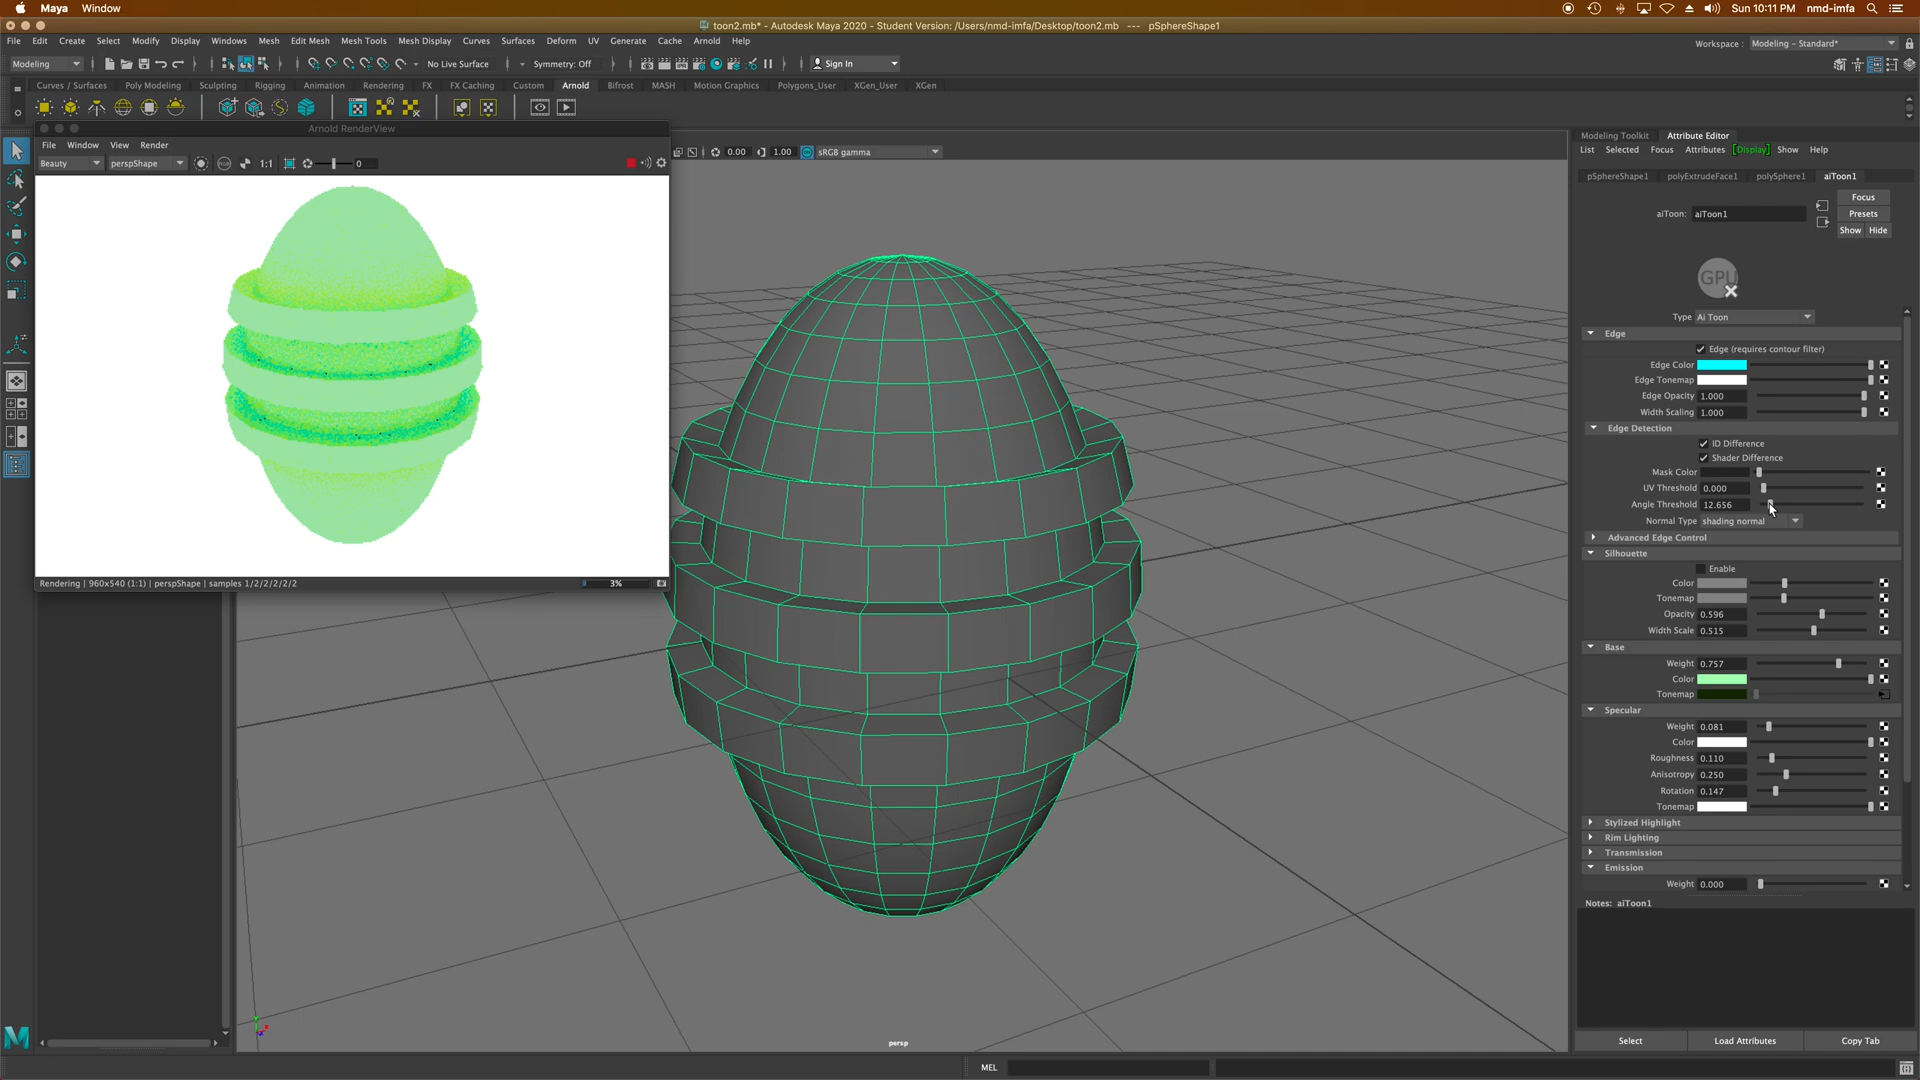 Maya Window Sun 10:11 PM nmd-imfa
toon2.mb* - Autodesk Maya 2020 - Student Version: /Users/nmd-imfa/Desktop/toon2.mb --- pSphereShape1
File Edit Create Select Modify Display Windows Mesh Edit Mesh Mesh Tools Mesh Display Curves Surfaces Deform UV Generate Cache Arnold Help Workspace : Modeling - Standard*
Modeling No Live Surface Symmetry: Off Sign In
Curves / Surfaces Poly Modeling Sculpting Rigging Animation Rendering FX FX Caching Custom Arnold Bifrost MASH Motion Graphics Polygons_User XGen_User XGen
Arnold RenderView
File Window View Render
Beauty perspShape 1:1 0
0.00 1.00 sRGB gamma
Rendering | 960x540 (1:1) | perspShape | samples 1/2/2/2/2/2 3%
persp
MEL
Modeling Toolkit Attribute Editor
List Selected Focus Attributes [Display] Show Help
pSphereShape1 polyExtrudeFace1 polySphere1 aiToon1
Focus
aiToon: aiToon1 Presets
Show Hide
GPU
Type Ai Toon
Edge
Edge (requires contour filter)
Edge Color
Edge Tonemap
Edge Opacity 1.000
Width Scaling 1.000
Edge Detection
ID Difference
Shader Difference
Mask Color
UV Threshold 0.000
Angle Threshold 12.656
Normal Type shading normal
Advanced Edge Control
Silhouette
Enable
Color
Tonemap
Opacity 0.596
Width Scale 0.515
Base
Weight 0.757
Color
Tonemap
Specular
Weight 0.081
Color
Roughness 0.110
Anisotropy 0.250
Rotation 0.147
Tonemap
Stylized Highlight
Rim Lighting
Transmission
Emission
Weight 0.000
Notes: aiToon1
Select Load Attributes Copy Tab